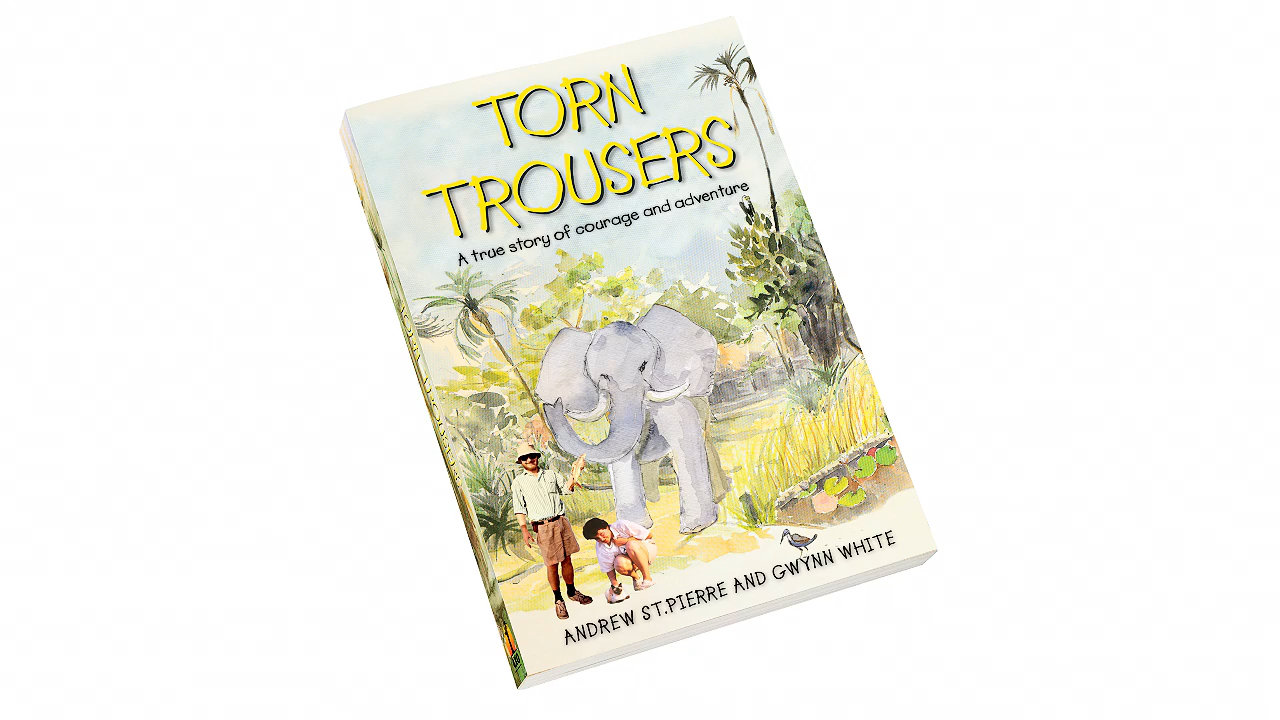 TORN
TROUSERS
A true story of courage and adventure
ANDREW ST.PIERRE AND GWYNN WHITE